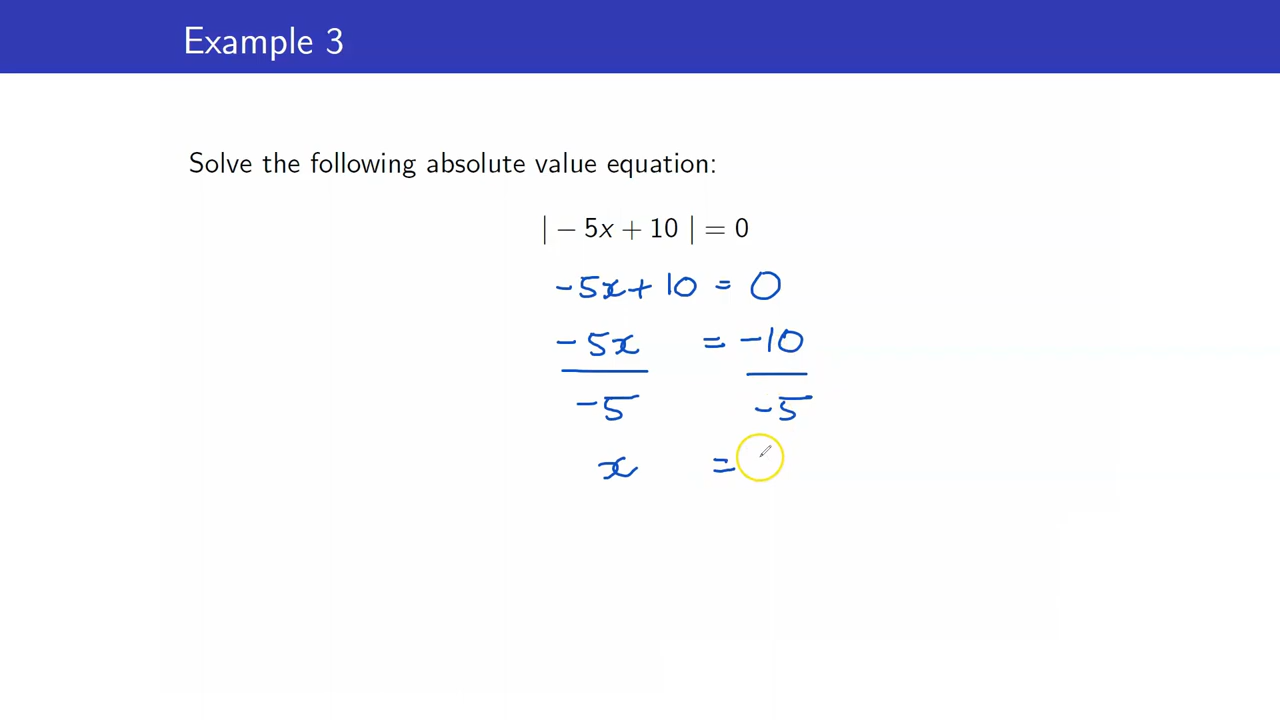 Example 3
Solve the following absolute value equation:
| − 5x + 10 | = 0
-5x + 10 = 0
-5x = -10
-5 -5
x =